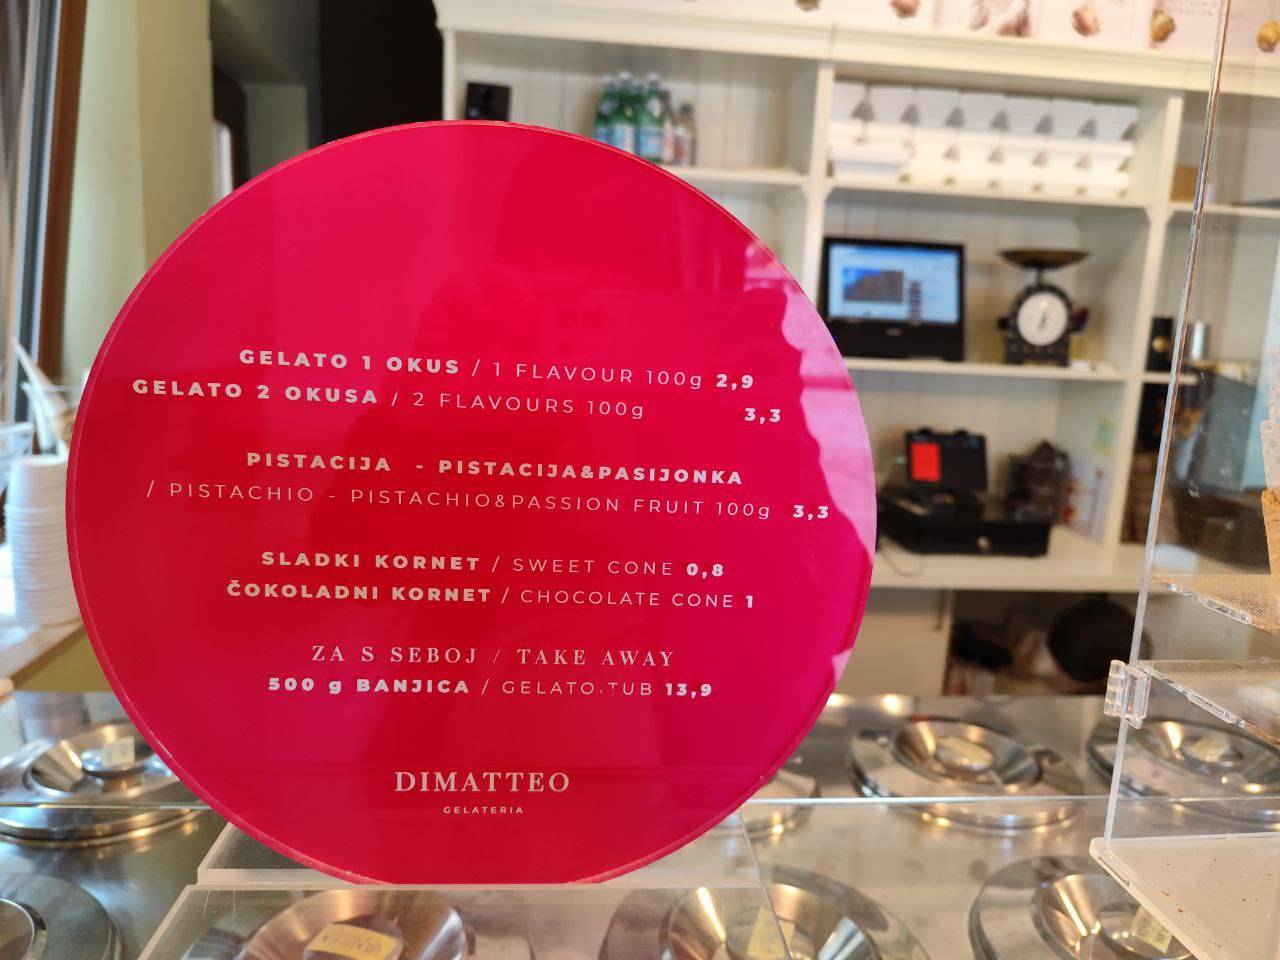 GELATO 1 OKUS / 1 FLAVOUR 100g 2,9
GELATO 2 OKUSA / 2 FLAVOURS 100g 3,3
PISTACIJA - PISTACIJA&PASIJONKA
/ PISTACHIO - PISTACHIO&PASSION FRUIT 100g 3,3
SLADKI KORNET / SWEET CONE 0,8
ČOKOLADNI KORNET / CHOCOLATE CONE 1
ZA S SEBOJ / TAKE AWAY
500 g BANJICA / GELATO TUB 13,9
DIMATTEO
GELATERIA